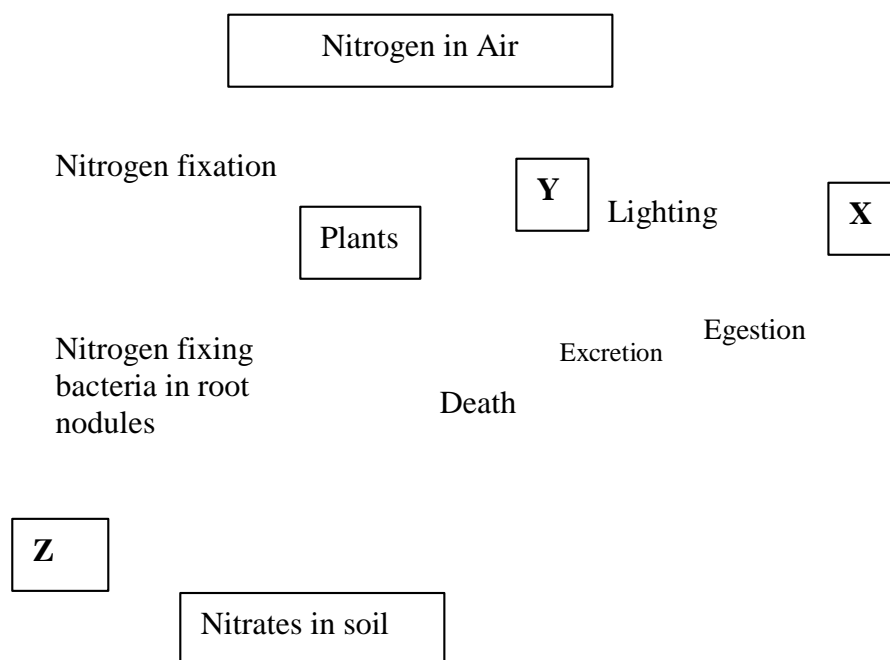 Nitrogen in Air
Nitrogen fixation
Y
Lighting
X
Plants
Egestion
Excretion
Nitrogen fixing
bacteria in root
nodules
Death
Z
Nitrates in soil